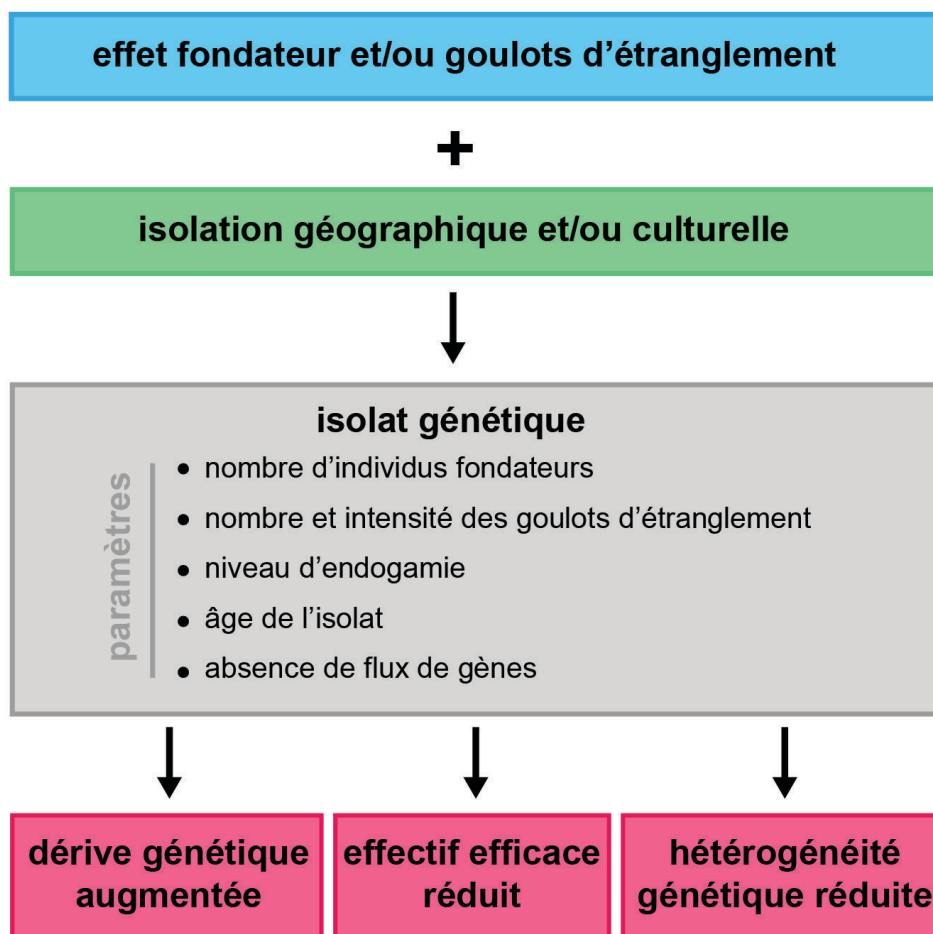 effet fondateur et/ou goulots d’étranglement
+
isolation géographique et/ou culturelle
isolat génétique
paramètres
• nombre d’individus fondateurs
• nombre et intensité des goulots d’étranglement
• niveau d’endogamie
• âge de l’isolat
• absence de flux de gènes
dérive génétique
augmentée
effectif efficace
réduit
hétérogénéité
génétique réduite